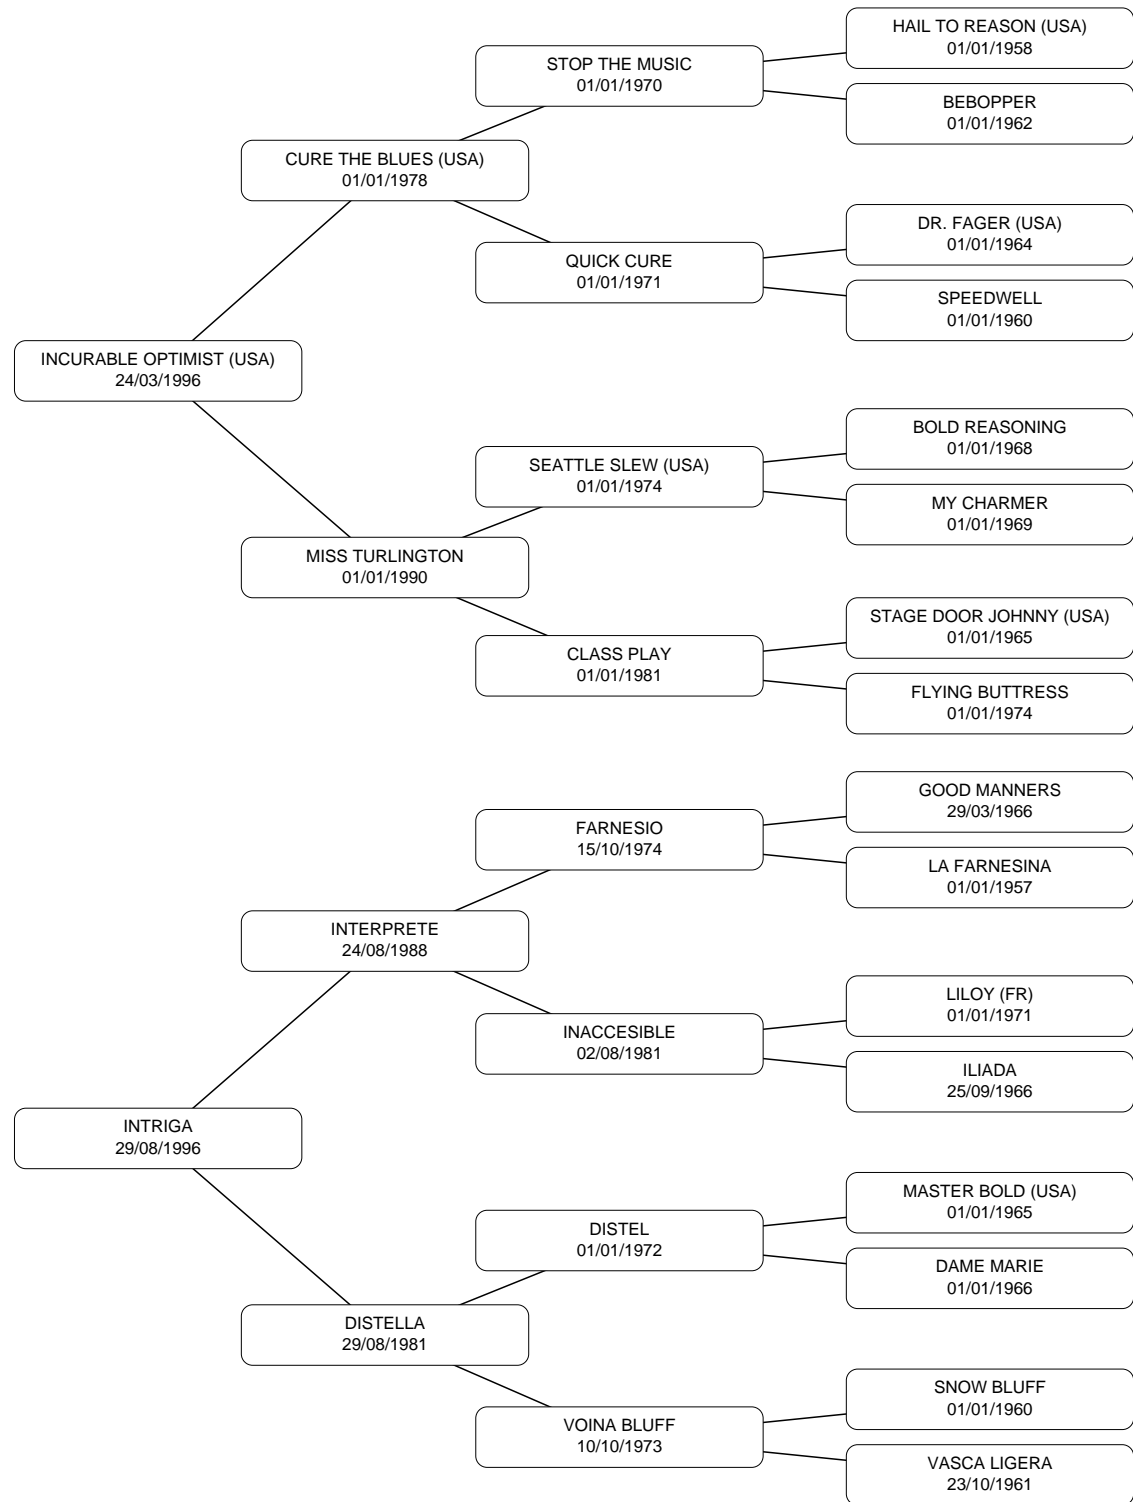 HAIL TO REASON (USA)
01/01/1958
STOP THE MUSIC
01/01/1970
BEBOPPER
01/01/1962
CURE THE BLUES (USA)
01/01/1978
DR. FAGER (USA)
01/01/1964
QUICK CURE
01/01/1971
SPEEDWELL
01/01/1960
INCURABLE OPTIMIST (USA)
24/03/1996
BOLD REASONING
01/01/1968
SEATTLE SLEW (USA)
01/01/1974
MY CHARMER
01/01/1969
MISS TURLINGTON
01/01/1990
STAGE DOOR JOHNNY (USA)
01/01/1965
CLASS PLAY
01/01/1981
FLYING BUTTRESS
01/01/1974
GOOD MANNERS
29/03/1966
FARNESIO
15/10/1974
LA FARNESINA
01/01/1957
INTERPRETE
24/08/1988
LILOY (FR)
01/01/1971
INACCESIBLE
02/08/1981
ILIADA
25/09/1966
INTRIGA
29/08/1996
MASTER BOLD (USA)
01/01/1965
DISTEL
01/01/1972
DAME MARIE
01/01/1966
DISTELLA
29/08/1981
SNOW BLUFF
01/01/1960
VOINA BLUFF
10/10/1973
VASCA LIGERA
23/10/1961